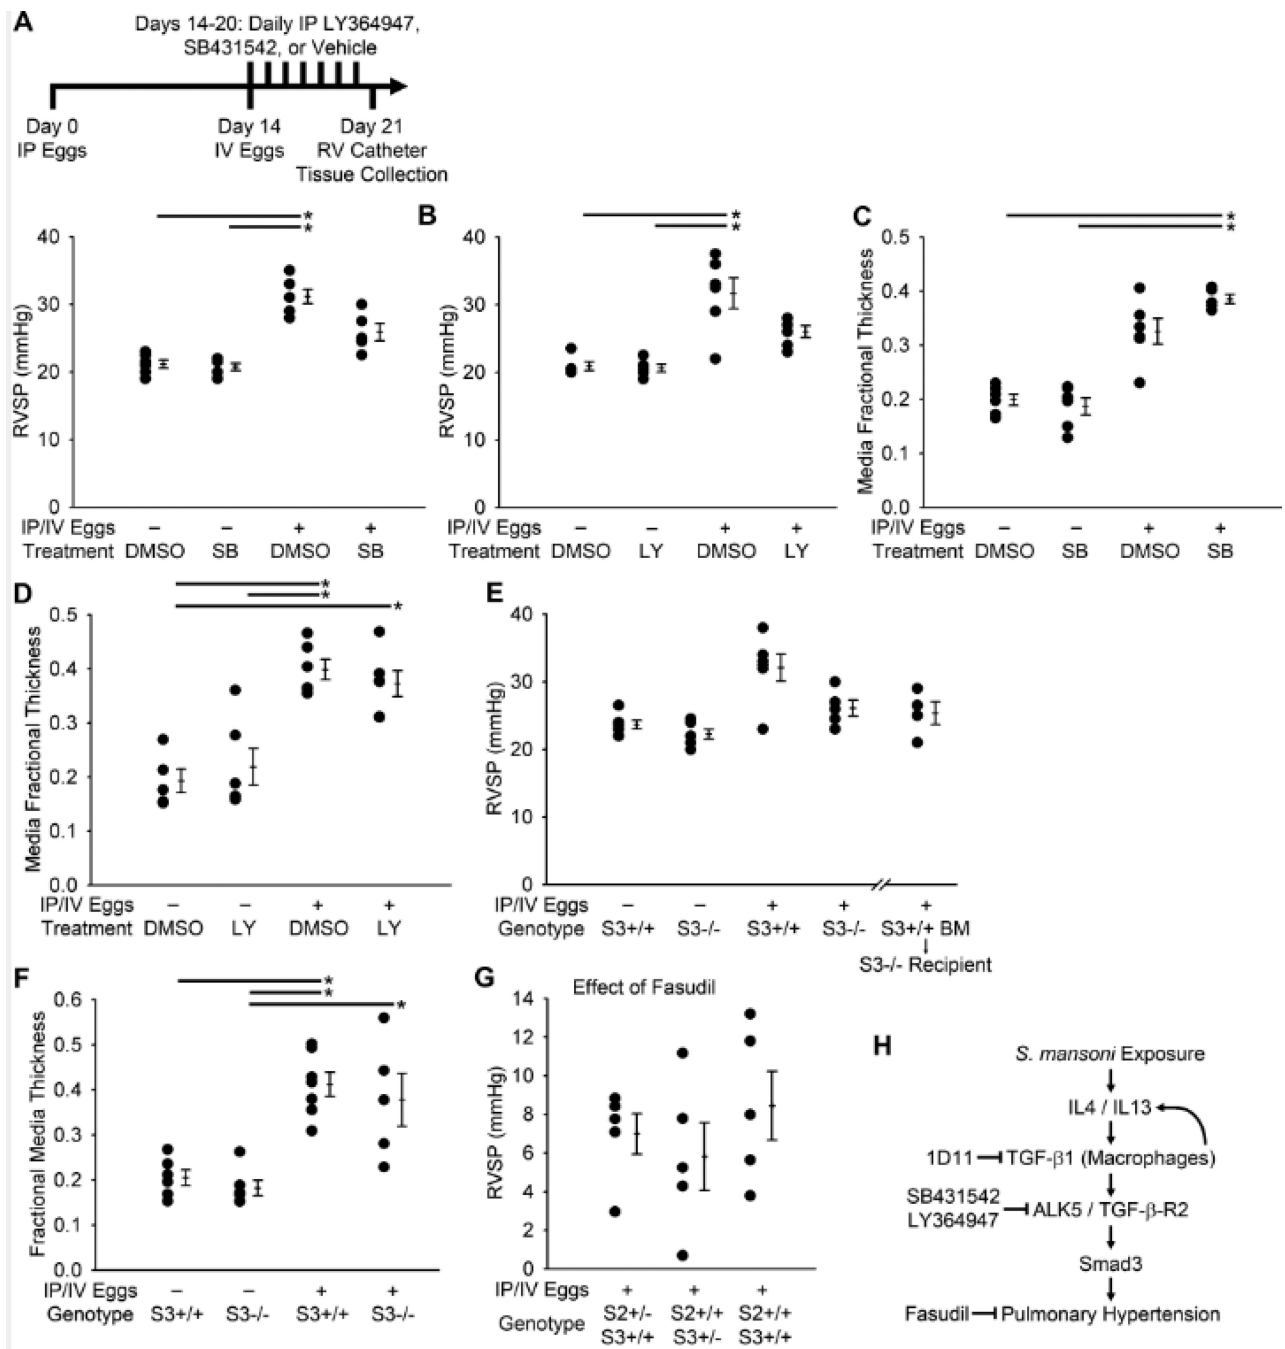 A
Days 14-20: Daily IP LY364947,
SB431542, or Vehicle
Day 0
IP Eggs
Day 14
IV Eggs
Day 21
RV Catheter
Tissue Collection
*
*
40
30
20
10
0
RVSP (mmHg)
IP/IV Eggs – – + +
Treatment DMSO SB DMSO SB
B
*
*
40
30
20
10
0
RVSP (mmHg)
IP/IV Eggs – – + +
Treatment DMSO LY DMSO LY
C
*
*
0.5
0.4
0.3
0.2
0.1
0.0
Media Fractional Thickness
IP/IV Eggs – – + +
Treatment DMSO SB DMSO SB
D
*
*
*
0.5
0.4
0.3
0.2
0.1
0.0
Media Fractional Thickness
IP/IV Eggs – – + +
Treatment DMSO LY DMSO LY
E
40
30
20
10
0
RVSP (mmHg)
IP/IV Eggs – – + + +
Genotype S3+/+ S3-/- S3+/+ S3-/- S3+/+ BM
↓
S3-/- Recipient
F
*
*
*
0.6
0.5
0.4
0.3
0.2
0.1
0.0
Fractional Media Thickness
IP/IV Eggs – – + +
Genotype S3+/+ S3-/- S3+/+ S3-/-
G
Effect of Fasudil
14
12
10
8
6
4
2
0
RVSP (mmHg)
IP/IV Eggs + + +
Genotype
S2+/- S2+/+ S2+/+
S3+/+ S3+/- S3+/+
H
S. mansoni Exposure
IL4 / IL13
1D11 TGF-β1 (Macrophages)
SB431542
LY364947
ALK5 / TGF-β-R2
Smad3
Fasudil Pulmonary Hypertension